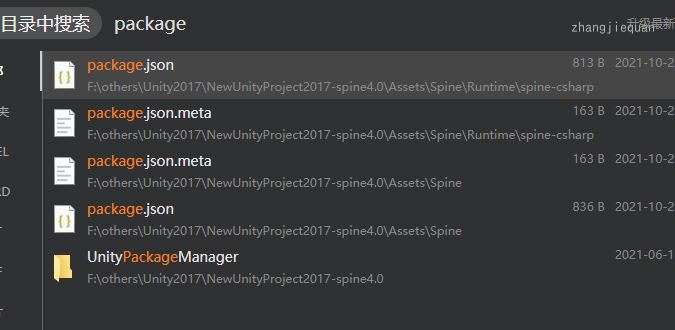 目录中搜索 package
zhangjiequan
package.json 813 B 2021-10-2
F:\others\Unity2017\NewUnityProject2017-spine4.0\Assets\Spine\Runtime\spine-csharp
package.json.meta 163 B 2021-10-2
F:\others\Unity2017\NewUnityProject2017-spine4.0\Assets\Spine\Runtime\spine-csharp
package.json.meta 163 B 2021-10-2
F:\others\Unity2017\NewUnityProject2017-spine4.0\Assets\Spine
package.json 836 B 2021-10-2
F:\others\Unity2017\NewUnityProject2017-spine4.0\Assets\Spine
UnityPackageManager 2021-06-1
F:\others\Unity2017\NewUnityProject2017-spine4.0